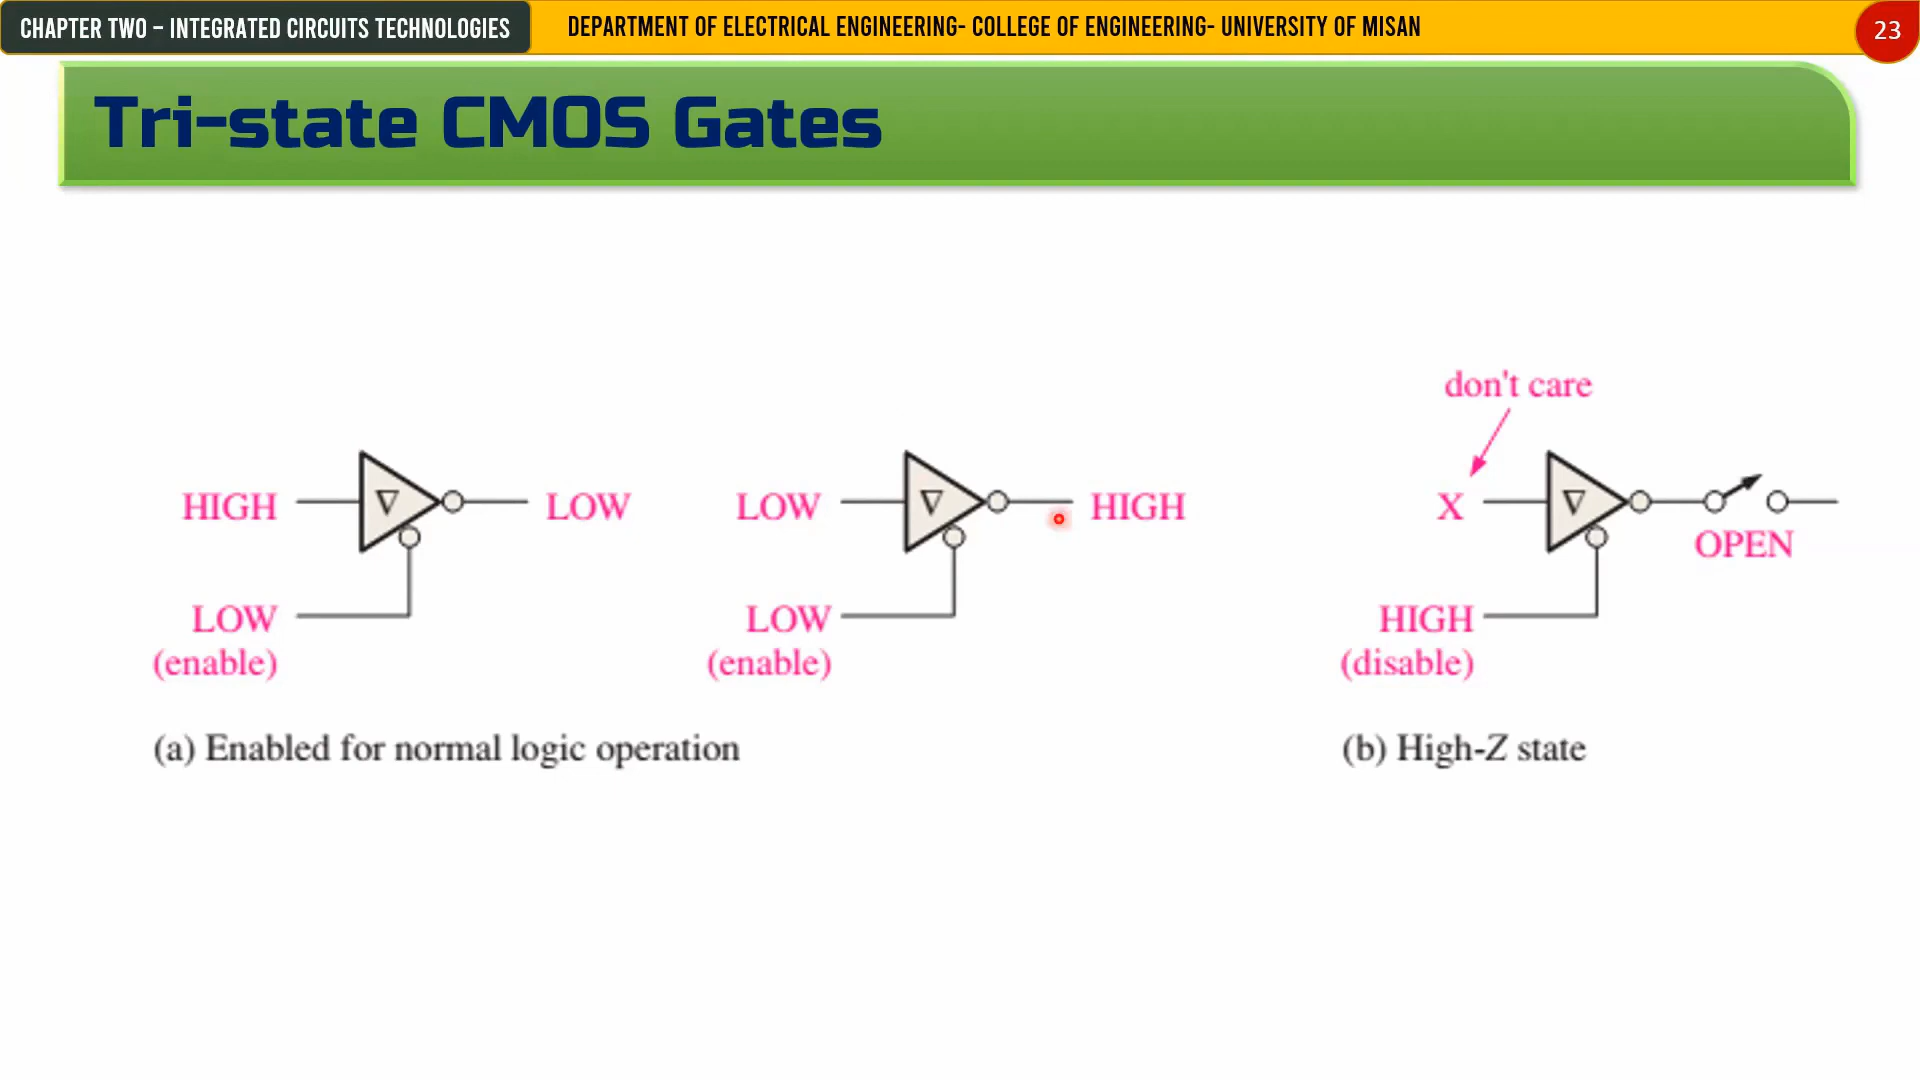 CHAPTER TWO – INTEGRATED CIRCUITS TECHNOLOGIES
DEPARTMENT OF ELECTRICAL ENGINEERING- COLLEGE OF ENGINEERING- UNIVERSITY OF MISAN
23
Tri-state CMOS Gates
HIGH
LOW
LOW
(enable)
LOW
HIGH
LOW
(enable)
(a) Enabled for normal logic operation
don't care
X
OPEN
HIGH
(disable)
(b) High-Z state